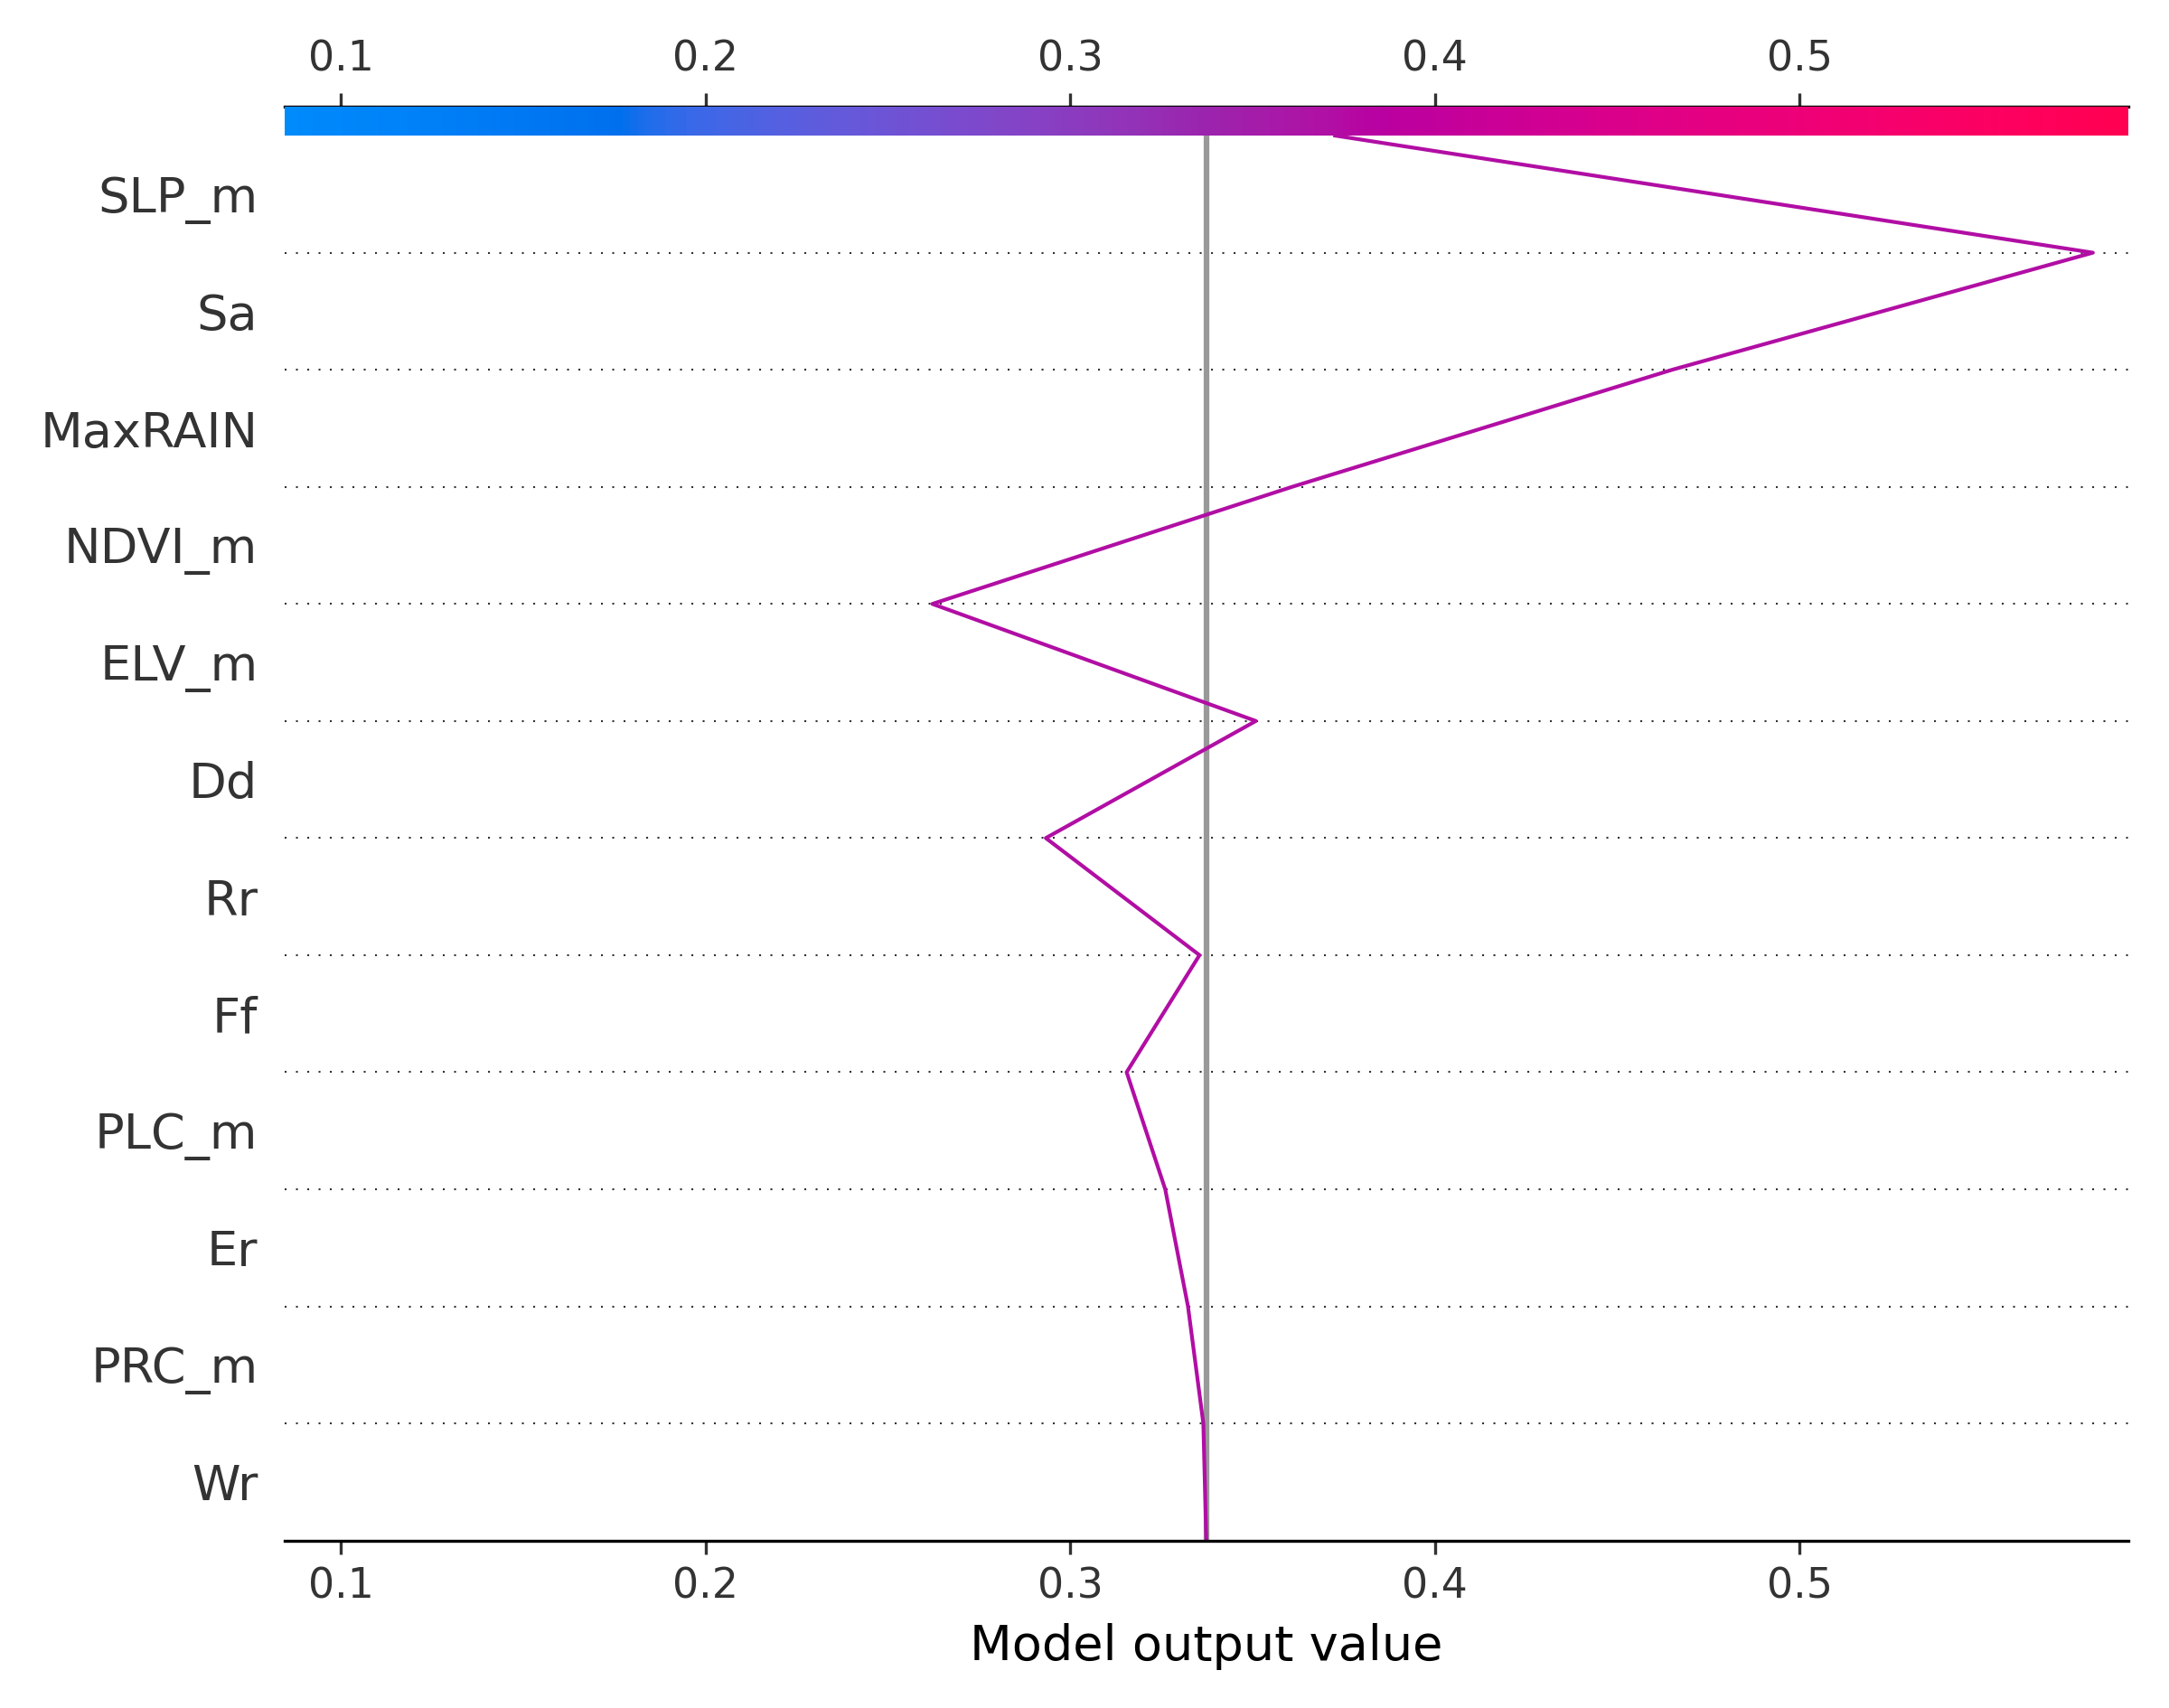 0.1 0.2 0.3 0.4 0.5
SLP_m
Sa
MaxRAIN
NDVI_m
ELV_m
Dd
Rr
Ff
PLC_m
Er
PRC_m
Wr
0.1 0.2 0.3 0.4 0.5
Model output value